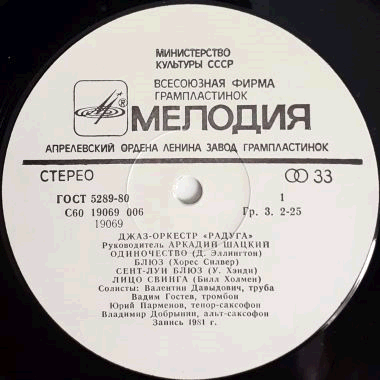 МИНИСТЕРСТВО
КУЛЬТУРЫ СССР
ВСЕСОЮЗНАЯ ФИРМА
ГРАМПЛАСТИНОК
® МЕЛОДИЯ
АПРЕЛЕВСКИЙ ОРДЕНА ЛЕНИНА ЗАВОД ГРАМПЛАСТИНОК
СТЕРЕО 33
ГОСТ 5289-80 1
С60 19069 006 Гр. 3. 2-25
19069
ДЖАЗ-ОРКЕСТР «РАДУГА»
Руководитель АРКАДИЙ ШАЦКИЙ
ОДИНОЧЕСТВО (Д. Эллингтон)
БЛЮЗ (Хорес Силвер)
СЕНТ-ЛУИ БЛЮЗ (У. Хэнди)
ЛИЦО СВИНГА (Билл Холмен)
Солисты: Валентин Давыдович, труба
Вадим Гостев, тромбон
Юрий Парменов, тенор-саксофон
Владимир Добрынин, альт-саксофон
Запись 1981 г.